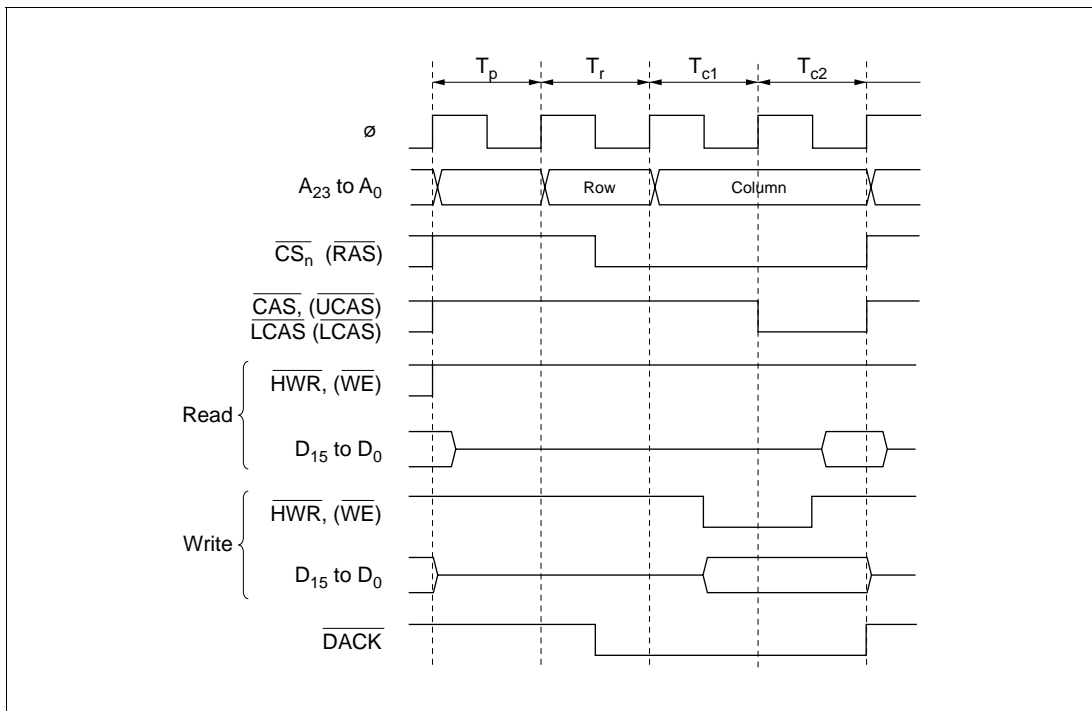 Tp Tr Tc1 Tc2
ø
A23 to A0 Row Column
CSn (RAS)
CAS, (UCAS)
LCAS (LCAS)
Read
HWR, (WE)
D15 to D0
Write
HWR, (WE)
D15 to D0
DACK